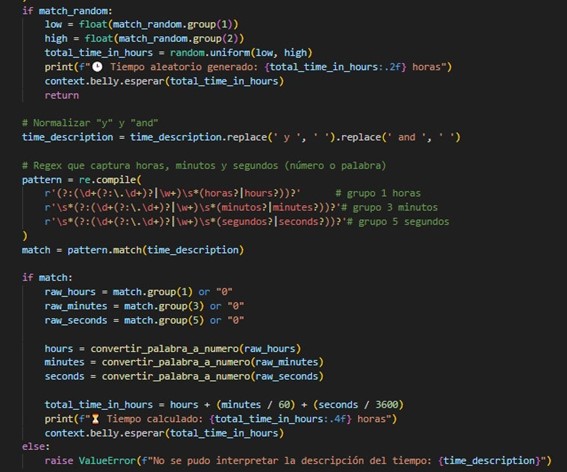 if match_random:
    low = float(match_random.group(1))
    high = float(match_random.group(2))
    total_time_in_hours = random.uniform(low, high)
    print(f"🕒 Tiempo aleatorio generado: {total_time_in_hours:.2f} horas")
    context.belly.esperar(total_time_in_hours)
    return

# Normalizar "y" y "and"
time_description = time_description.replace(' y ', ' ').replace(' and ', ' ')

# Regex que captura horas, minutos y segundos (número o palabra)
pattern = re.compile(
    r'(?:(\d+(?:\.\d+)?|\w+)\s*(horas?|hours?))?'     # grupo 1 horas
    r'\s*(?:(\d+(?:\.\d+)?|\w+)\s*(minutos?|minutes?))?'# grupo 3 minutos
    r'\s*(?:(\d+(?:\.\d+)?|\w+)\s*(segundos?|seconds?))?'# grupo 5 segundos
)
match = pattern.match(time_description)

if match:
    raw_hours = match.group(1) or "0"
    raw_minutes = match.group(3) or "0"
    raw_seconds = match.group(5) or "0"

    hours = convertir_palabra_a_numero(raw_hours)
    minutes = convertir_palabra_a_numero(raw_minutes)
    seconds = convertir_palabra_a_numero(raw_seconds)

    total_time_in_hours = hours + (minutes / 60) + (seconds / 3600)
    print(f"⏳ Tiempo calculado: {total_time_in_hours:.4f} horas")
    context.belly.esperar(total_time_in_hours)
else:
    raise ValueError(f"No se pudo interpretar la descripción del tiempo: {time_description}")